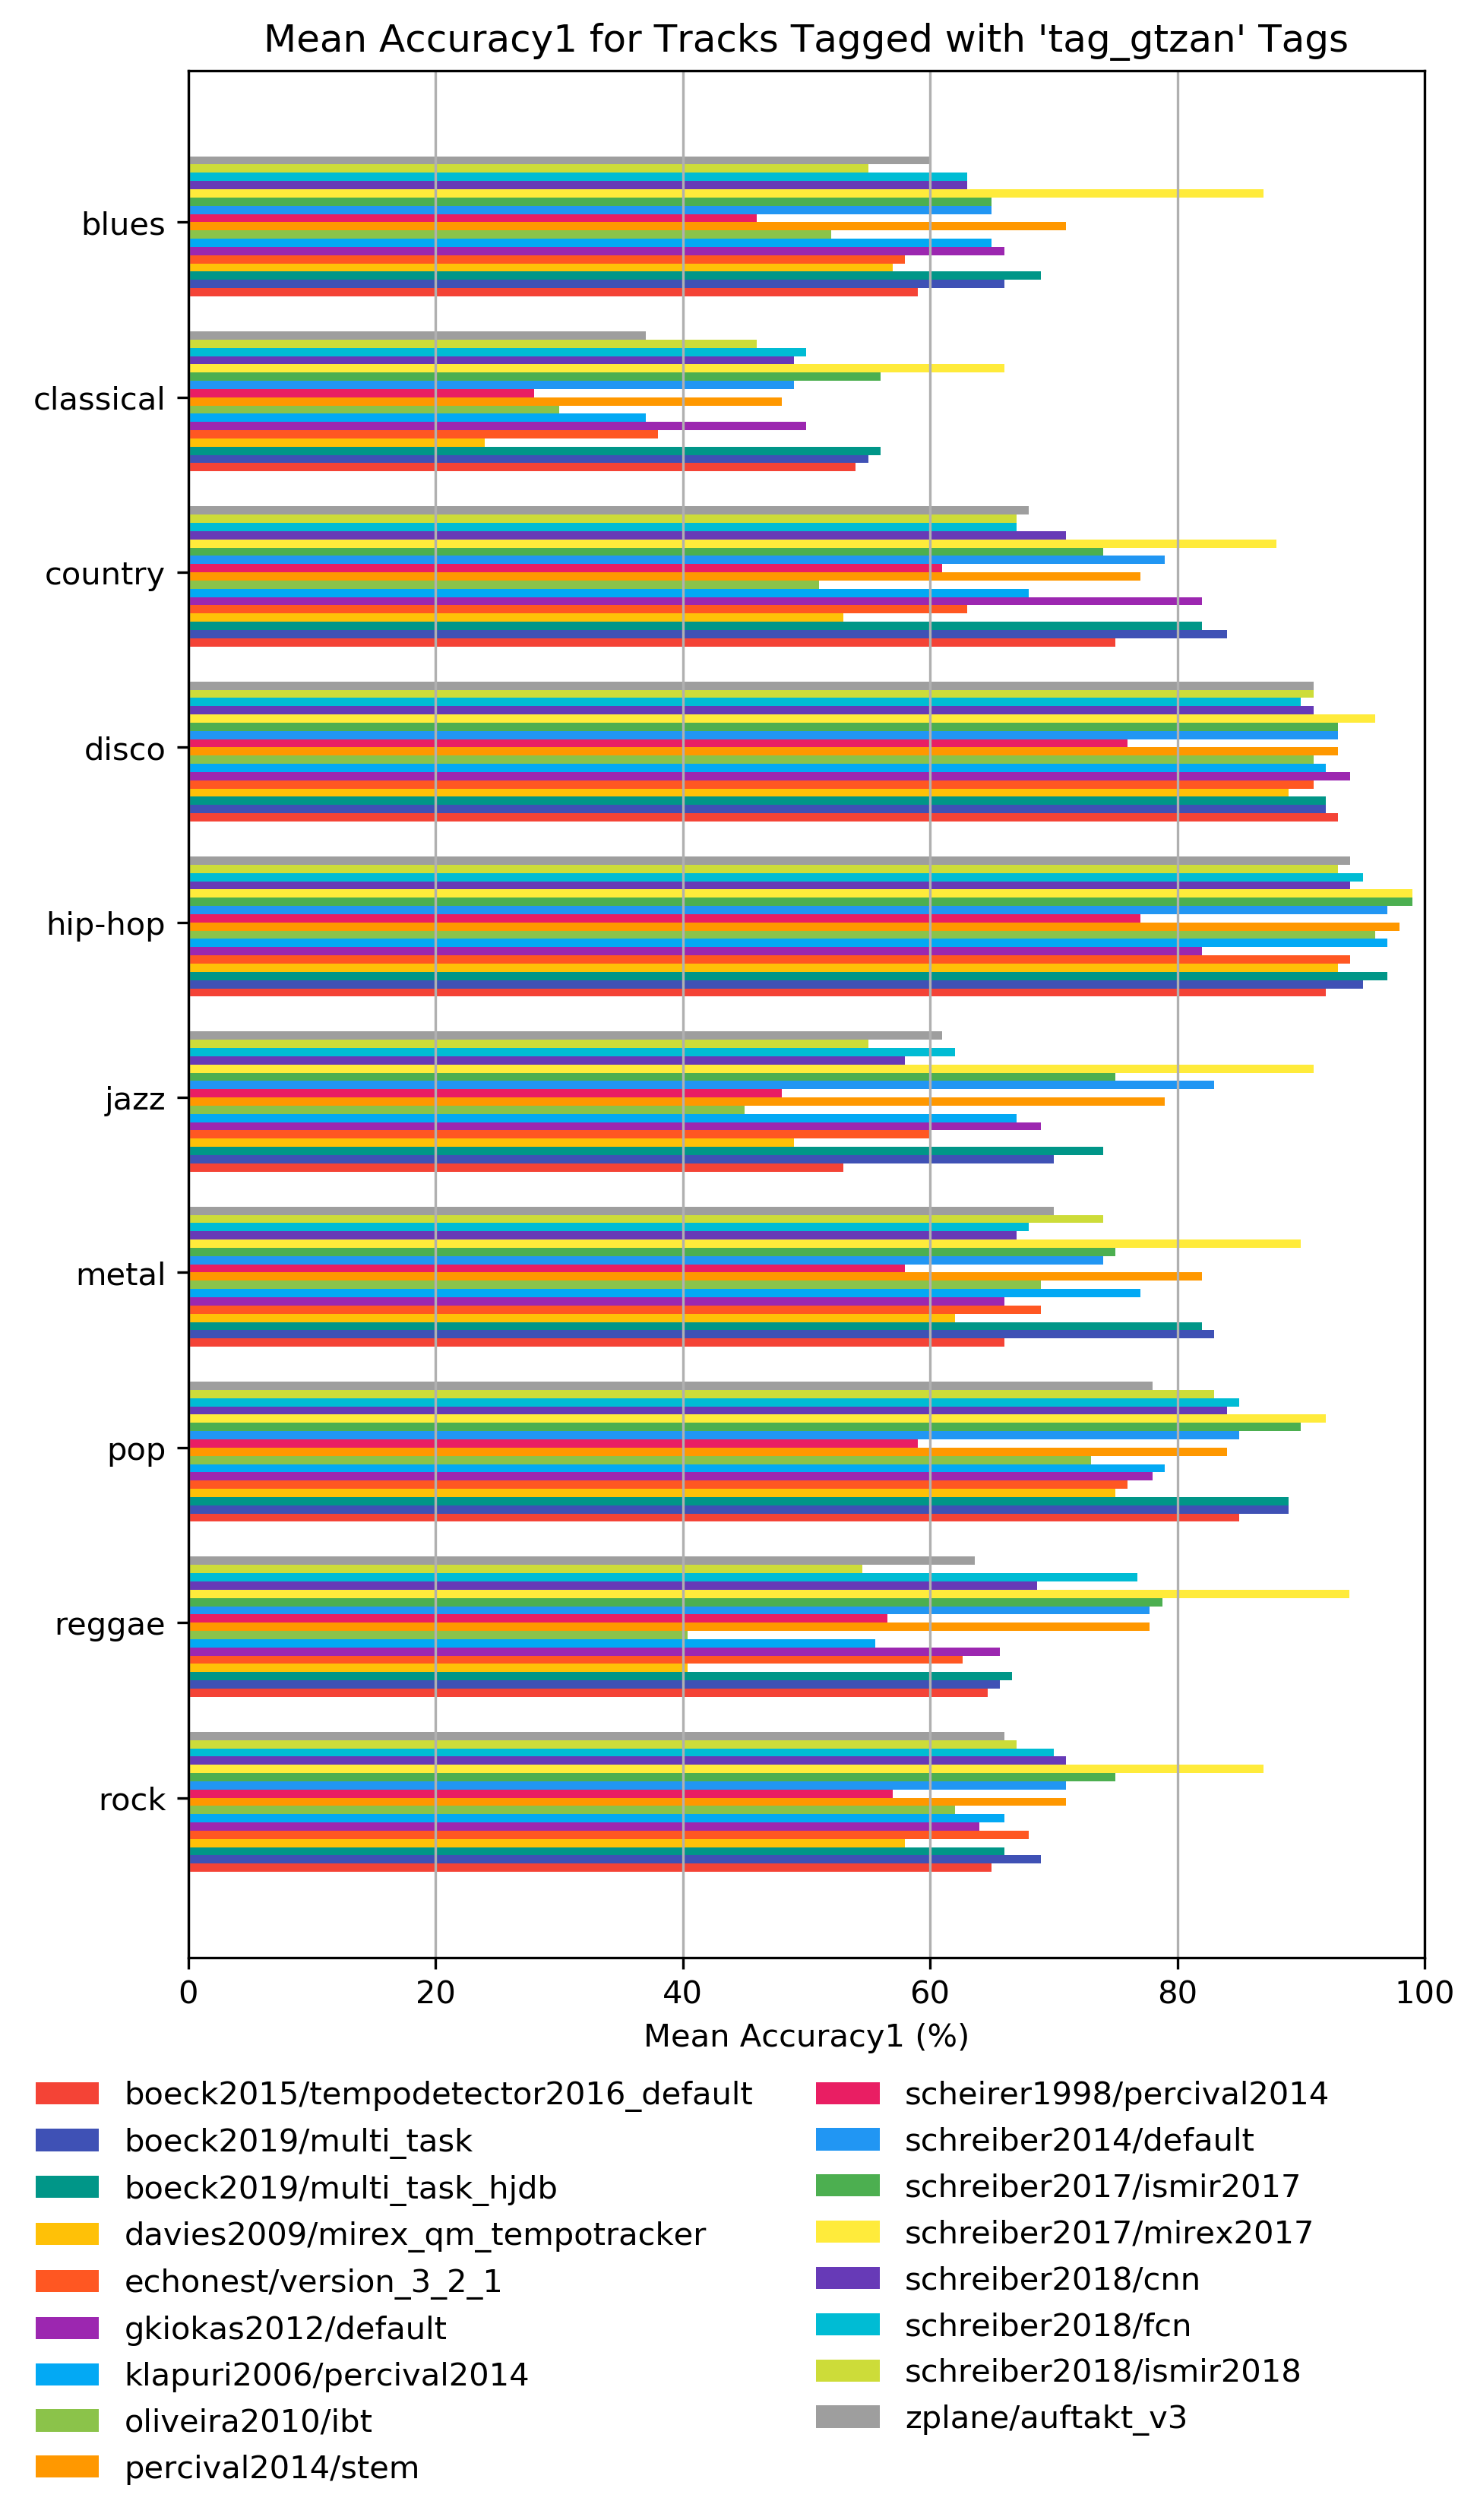 Mean Accuracy1 for Tracks Tagged with 'tag_gtzan' Tags
blues
classical
country
disco
hip-hop
jazz
metal
pop
reggae
rock
0 20 40 60 80 100
Mean Accuracy1 (%)
boeck2015/tempodetector2016_default
boeck2019/multi_task
boeck2019/multi_task_hjdb
davies2009/mirex_qm_tempotracker
echonest/version_3_2_1
gkiokas2012/default
klapuri2006/percival2014
oliveira2010/ibt
percival2014/stem
scheirer1998/percival2014
schreiber2014/default
schreiber2017/ismir2017
schreiber2017/mirex2017
schreiber2018/cnn
schreiber2018/fcn
schreiber2018/ismir2018
zplane/auftakt_v3